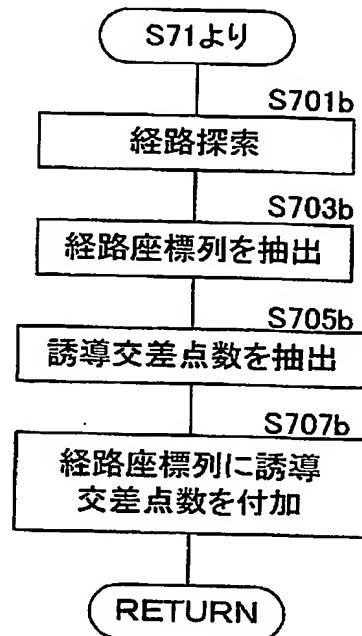 S71より
S701b
経路探索
S703b
経路座標列を抽出
S705b
誘導交差点数を抽出
S707b
経路座標列に誘導
交差点数を付加
RETURN